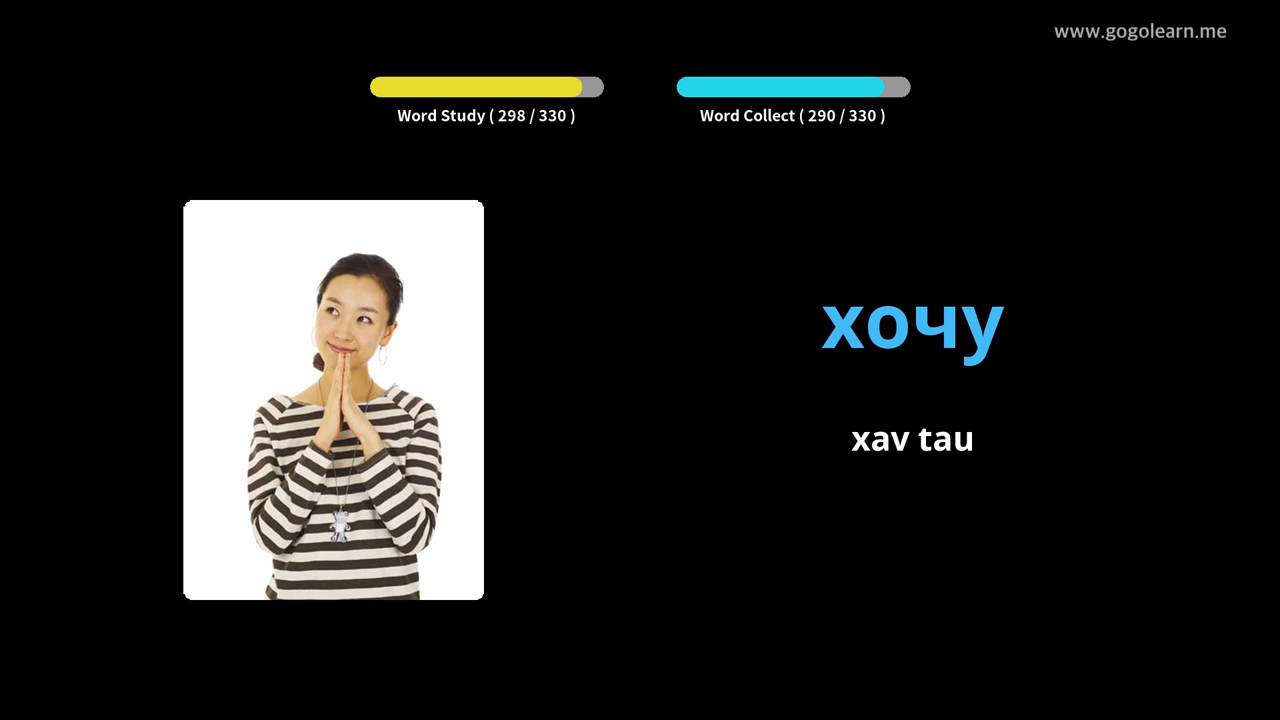 www.gogolearn.me
Word Study ( 298 / 330 )
Word Collect ( 290 / 330 )
хочу
xav tau